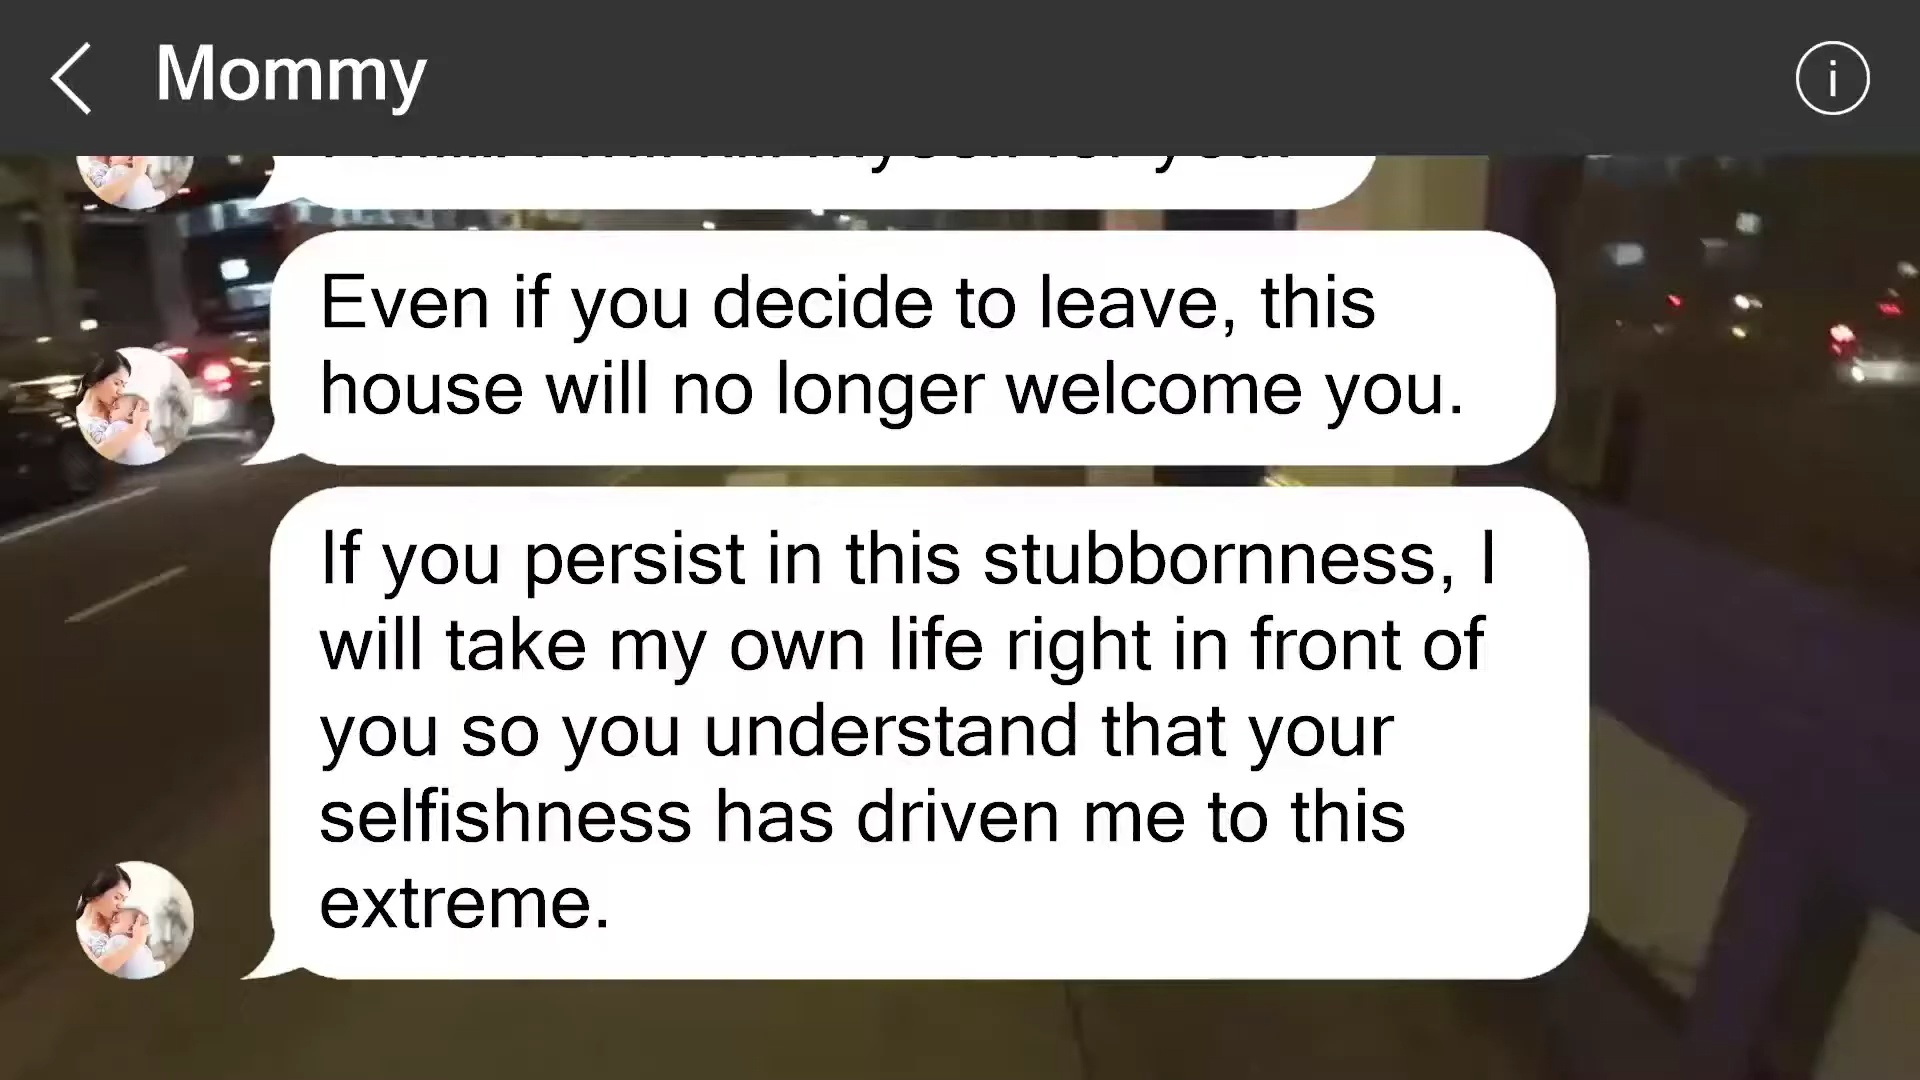 Mommy
Even if you decide to leave, this
house will no longer welcome you.
If you persist in this stubbornness, I
will take my own life right in front of
you so you understand that your
selfishness has driven me to this
extreme.